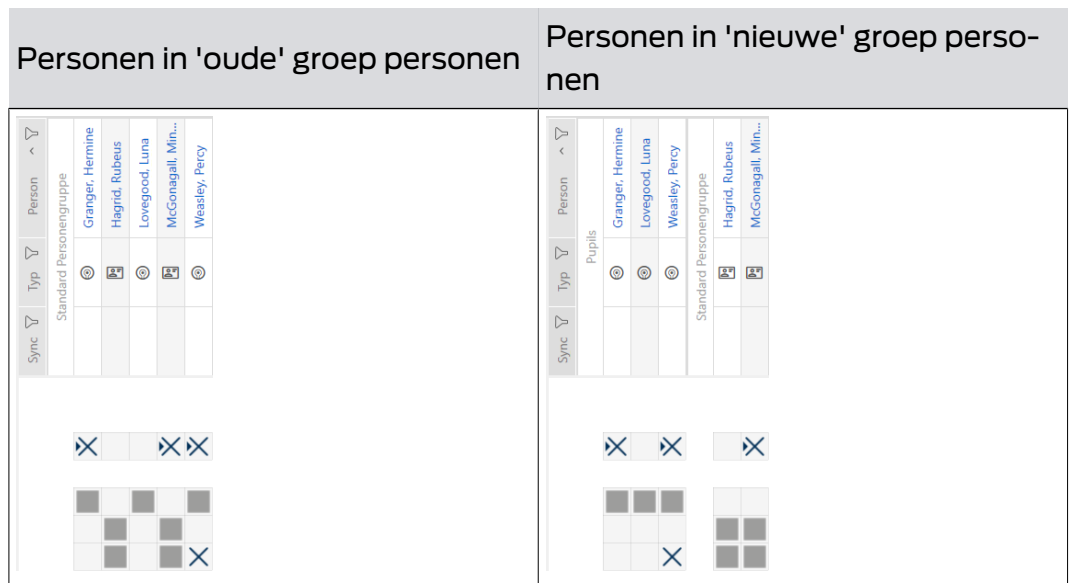 Personen in 'oude' groep personen
Personen in 'nieuwe' groep perso-
nen
Sync Typ Person
Standard Personengruppe
Granger, Hermine
Hagrid, Rubeus
Lovegood, Luna
McGonagall, Min...
Weasley, Percy
Sync Typ Person
Pupils
Granger, Hermine
Lovegood, Luna
Weasley, Percy
Standard Personengruppe
Hagrid, Rubeus
McGonagall, Min...